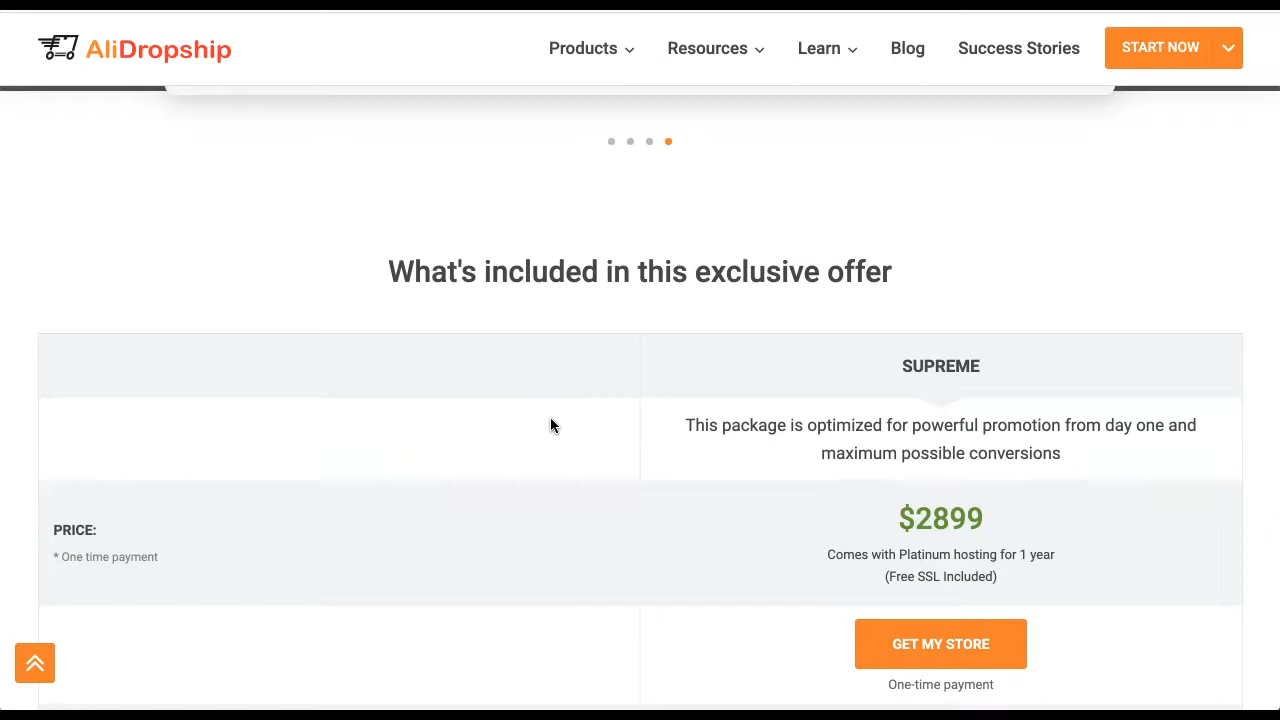 AliDropship
Products
Resources
Learn
Blog
Success Stories
START NOW
What's included in this exclusive offer
SUPREME
This package is optimized for powerful promotion from day one and
maximum possible conversions
PRICE:
* One time payment
$2899
Comes with Platinum hosting for 1 year
(Free SSL Included)
GET MY STORE
One-time payment